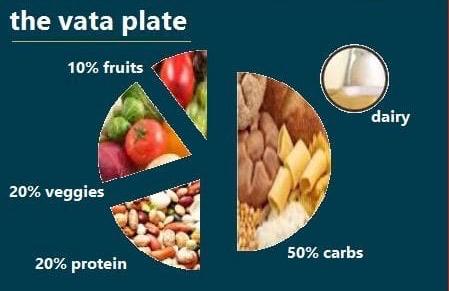 the vata plate
10% fruits
dairy
20% veggies
50% carbs
20% protein